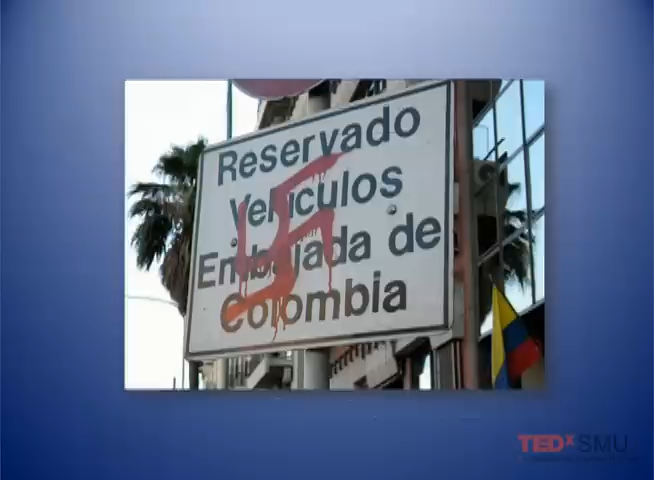 Reservado
Vehiculos
Embajada de
Colombia
TEDxSMU